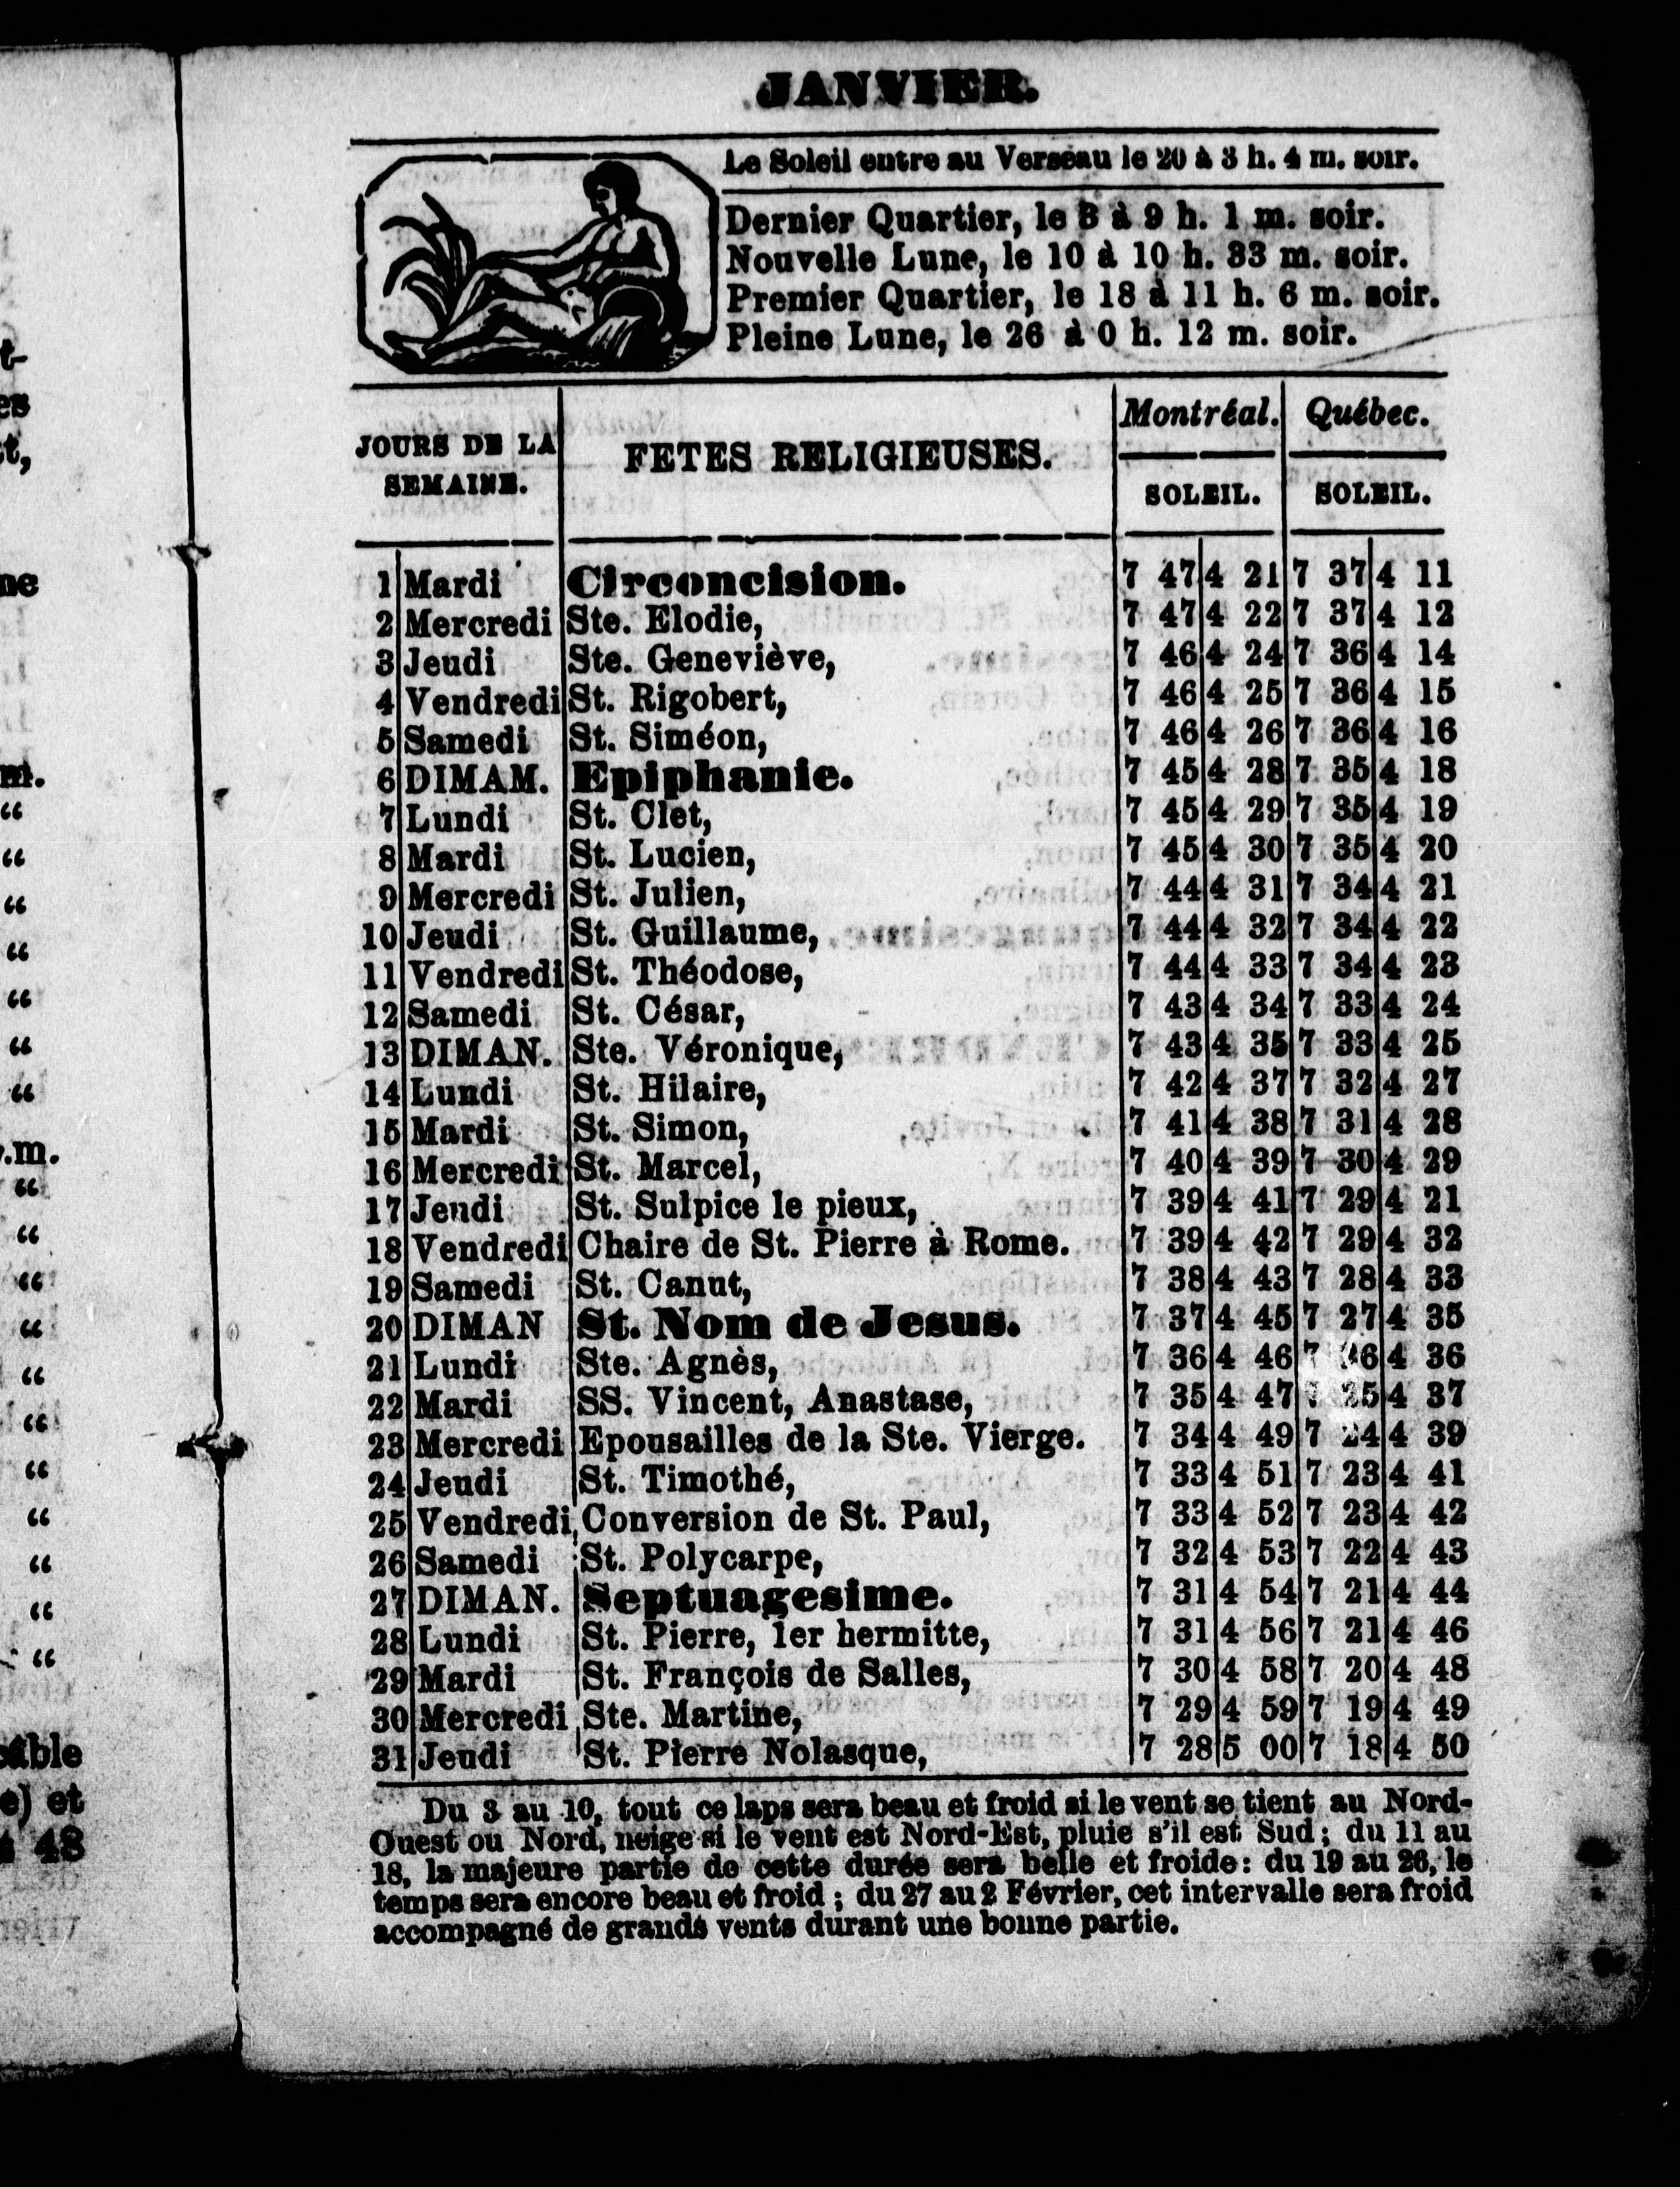 JANVIER.
Le Soleil entre au Verseau le 20 à 3 h. 4 m. soir.
Dernier Quartier, le 3 à 9 h. 1 m. soir.
Nouvelle Lune, le 10 à 10 h. 33 m. soir.
Premier Quartier, le 18 à 11 h. 6 m. soir.
Pleine Lune, le 26 à 0 h. 12 m. soir.
JOURS DE LA SEMAINE. FETES RELIGIEUSES. Montréal. Québec.
SOLEIL. SOLEIL.
1 Mardi Circoncision. 7 47 4 21 7 37 4 11
2 Mercredi Ste. Elodie, 7 47 4 22 7 37 4 12
3 Jeudi Ste. Geneviève, 7 46 4 24 7 36 4 14
4 Vendredi St. Rigobert, 7 46 4 25 7 36 4 15
5 Samedi St. Siméon, 7 46 4 26 7 36 4 16
6 DIMAM. Epiphanie. 7 45 4 28 7 35 4 18
7 Lundi St. Clet, 7 45 4 29 7 35 4 19
8 Mardi St. Lucien, 7 45 4 30 7 35 4 20
9 Mercredi St. Julien, 7 44 4 31 7 34 4 21
10 Jeudi St. Guillaume, 7 44 4 32 7 34 4 22
11 Vendredi St. Théodose, 7 44 4 33 7 34 4 23
12 Samedi St. César, 7 43 4 34 7 33 4 24
13 DIMAN. Ste. Véronique, 7 43 4 35 7 33 4 25
14 Lundi St. Hilaire, 7 42 4 37 7 32 4 27
15 Mardi St. Simon, 7 41 4 38 7 31 4 28
16 Mercredi St. Marcel, 7 40 4 39 7 30 4 29
17 Jendi St. Sulpice le pieux, 7 39 4 41 7 29 4 21
18 Vendredi Chaire de St. Pierre à Rome. 7 39 4 42 7 29 4 32
19 Samedi St. Canut, 7 38 4 43 7 28 4 33
20 DIMAN St. Nom de Jesus. 7 37 4 45 7 27 4 35
21 Lundi Ste. Agnès, 7 36 4 46 7 26 4 36
22 Mardi SS. Vincent, Anastase, 7 35 4 47 7 25 4 37
23 Mercredi Epousailles de la Ste. Vierge. 7 34 4 49 7 24 4 39
24 Jeudi St. Timothé, 7 33 4 51 7 23 4 41
25 Vendredi Conversion de St. Paul, 7 33 4 52 7 23 4 42
26 Samedi St. Polycarpe, 7 32 4 53 7 22 4 43
27 DIMAN. Septuagesime. 7 31 4 54 7 21 4 44
28 Lundi St. Pierre, 1er hermitte, 7 31 4 56 7 21 4 46
29 Mardi St. François de Salles, 7 30 4 58 7 20 4 48
30 Mercredi Ste. Martine, 7 29 4 59 7 19 4 49
31 Jeudi St. Pierre Nolasque, 7 28 5 00 7 18 4 50
Du 3 au 10, tout ce laps sera beau et froid si le vent se tient au Nord-
Ouest ou Nord, neige si le vent est Nord-Est, pluie s'il est Sud; du 11 au
18, la majeure partie de cette durée sera belle et froide: du 19 au 26, le
temps sera encore beau et froid; du 27 au 2 Février, cet intervalle sera froid
accompagné de grands vents durant une bonne partie.